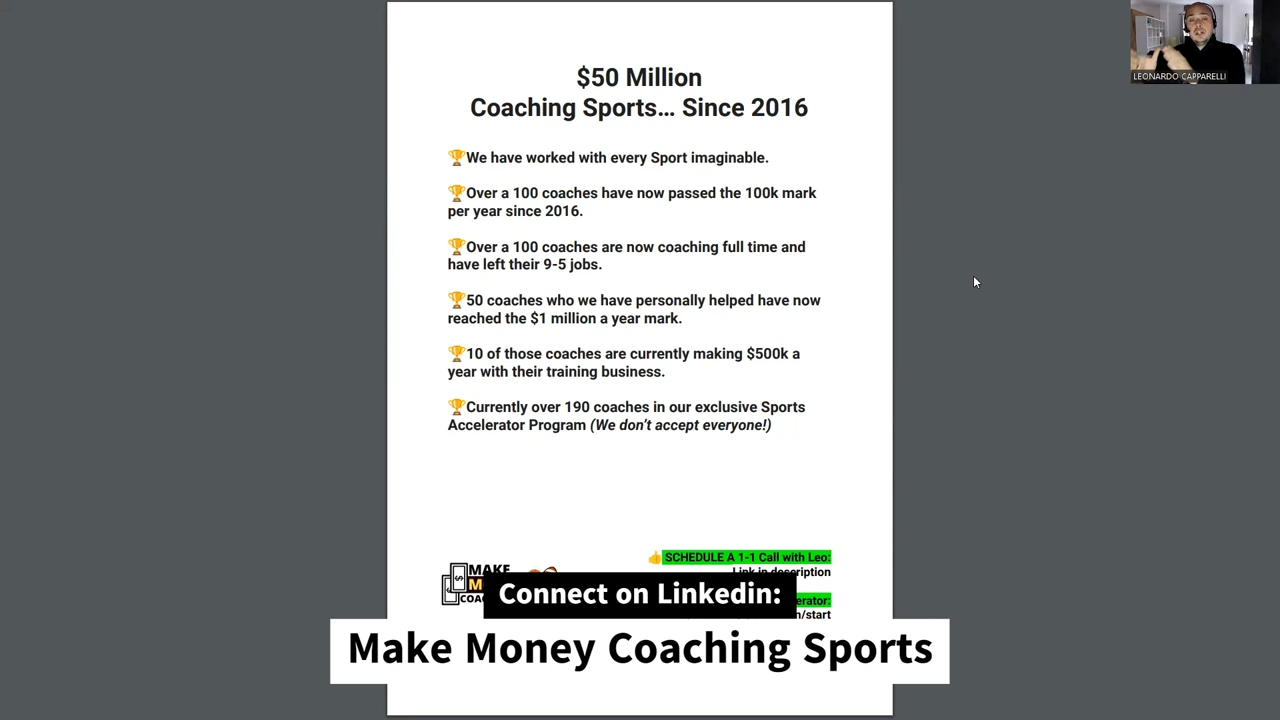 LEONARDO CAPPARELLI
$50 Million
Coaching Sports... Since 2016
🏆We have worked with every Sport imaginable.
🏆Over a 100 coaches have now passed the 100k mark
per year since 2016.
🏆Over a 100 coaches are now coaching full time and
have left their 9-5 jobs.
🏆50 coaches who we have personally helped have now
reached the $1 million a year mark.
🏆10 of those coaches are currently making $500k a
year with their training business.
🏆Currently over 190 coaches in our exclusive Sports
Accelerator Program (We don't accept everyone!)
👍 SCHEDULE A 1-1 Call with Leo:
MAKE
Connect on Linkedin:
Make Money Coaching Sports